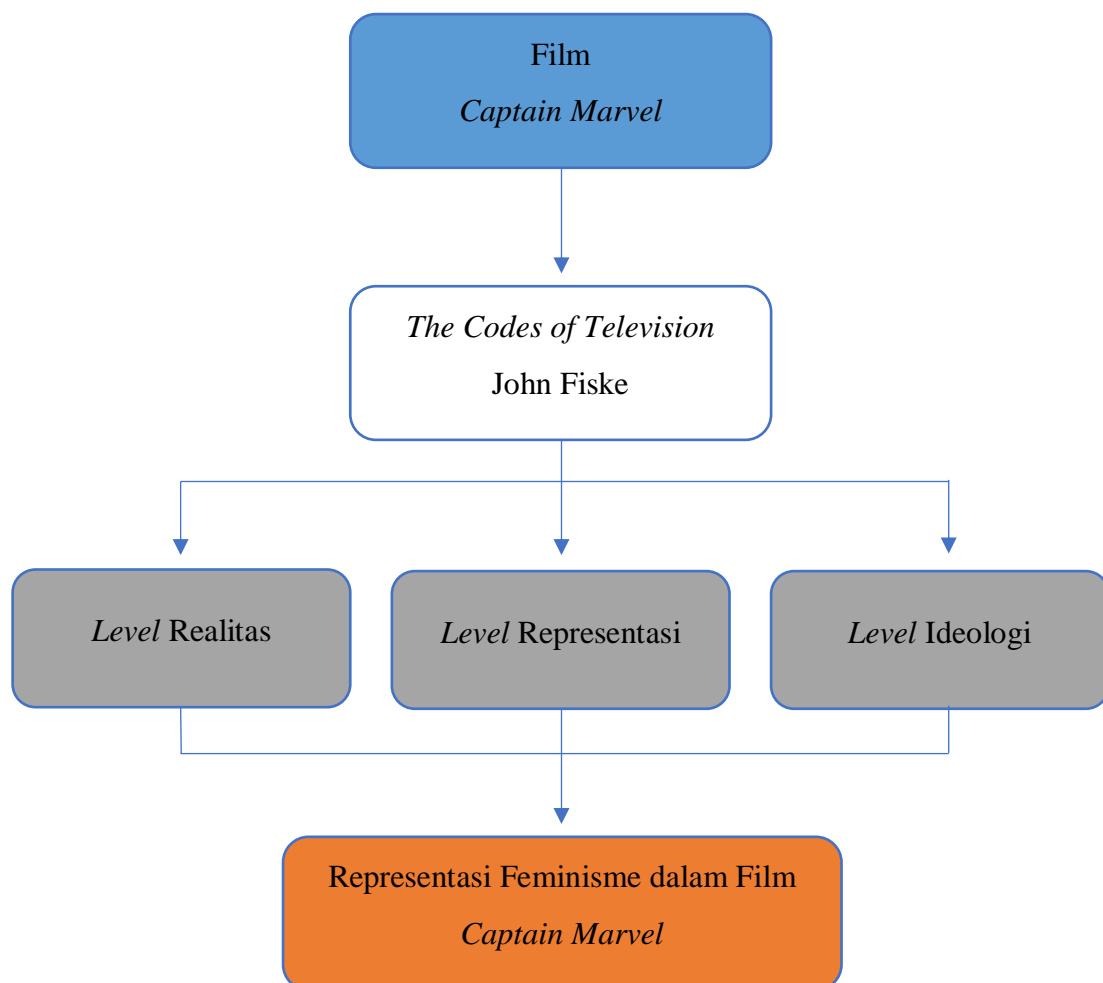 Film
Captain Marvel
The Codes of Television
John Fiske
Level Realitas
Level Representasi
Level Ideologi
Representasi Feminisme dalam Film
Captain Marvel